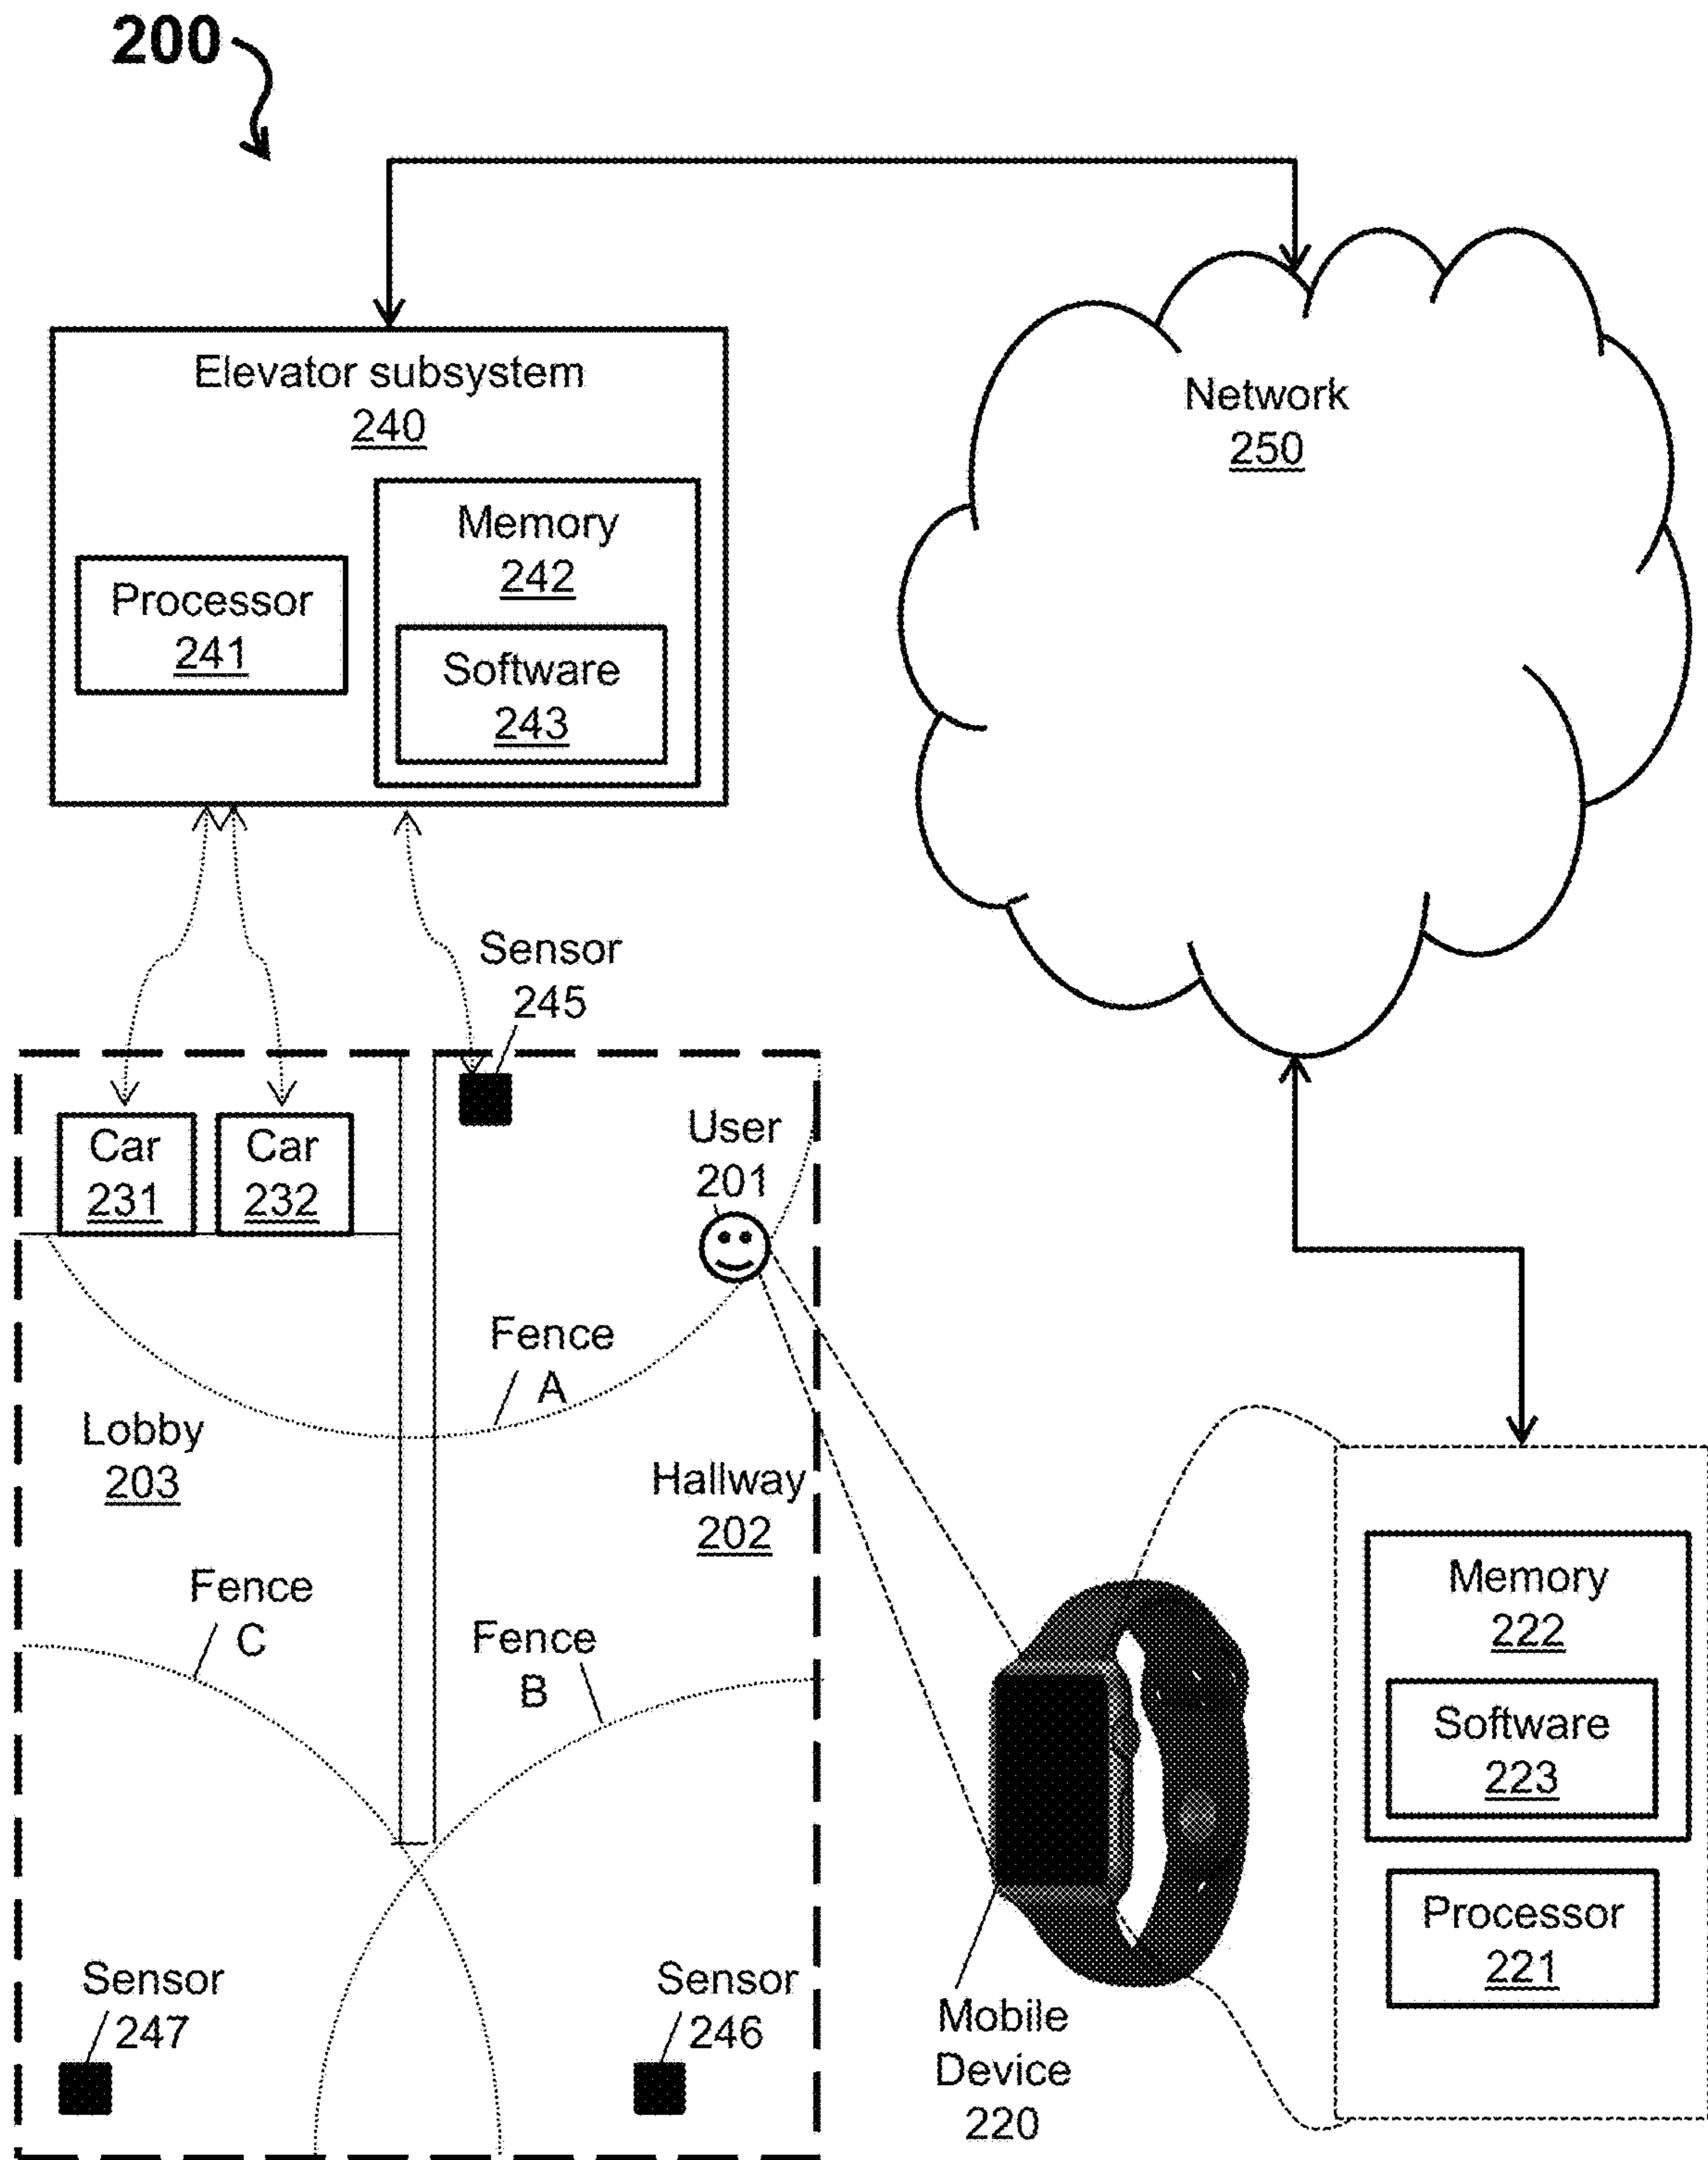 200
Elevator subsystem
240
Network
250
Memory
242
Processor
241
Software
243
Sensor
245
Car
231
Car
232
User
201
Fence
A
Lobby
203
Hallway
202
Fence
C
Fence
B
Memory
222
Software
223
Processor
221
Sensor
247
Sensor
246
Mobile
Device
220